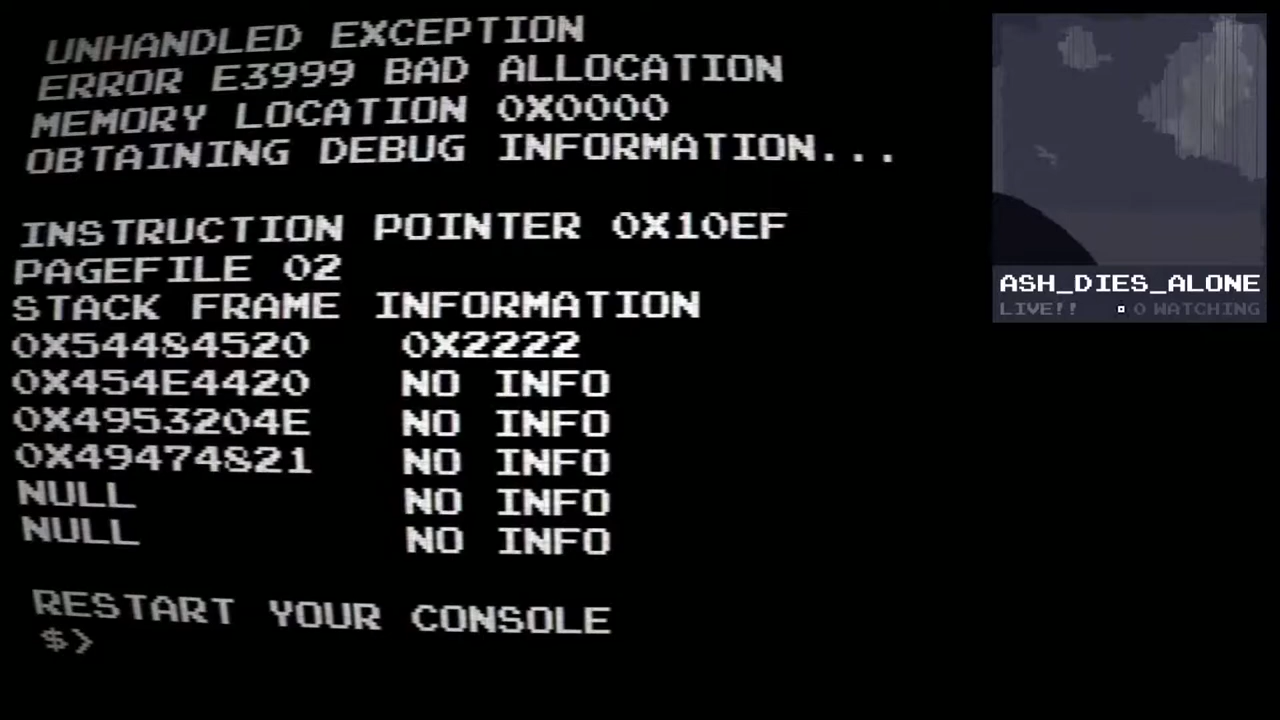 UNHANDLED EXCEPTION
ERROR E3999 BAD ALLOCATION
MEMORY LOCATION 0X0000
OBTAINING DEBUG INFORMATION...
INSTRUCTION POINTER 0X10EF
PAGEFILE 02
STACK FRAME INFORMATION
0X54484520 0X2222
0X454E4420 NO INFO
0X4953204E NO INFO
0X49474821 NO INFO
NULL NO INFO
NULL NO INFO
RESTART YOUR CONSOLE
$>
ASH_DIES_ALONE
LIVE!! 0 WATCHING